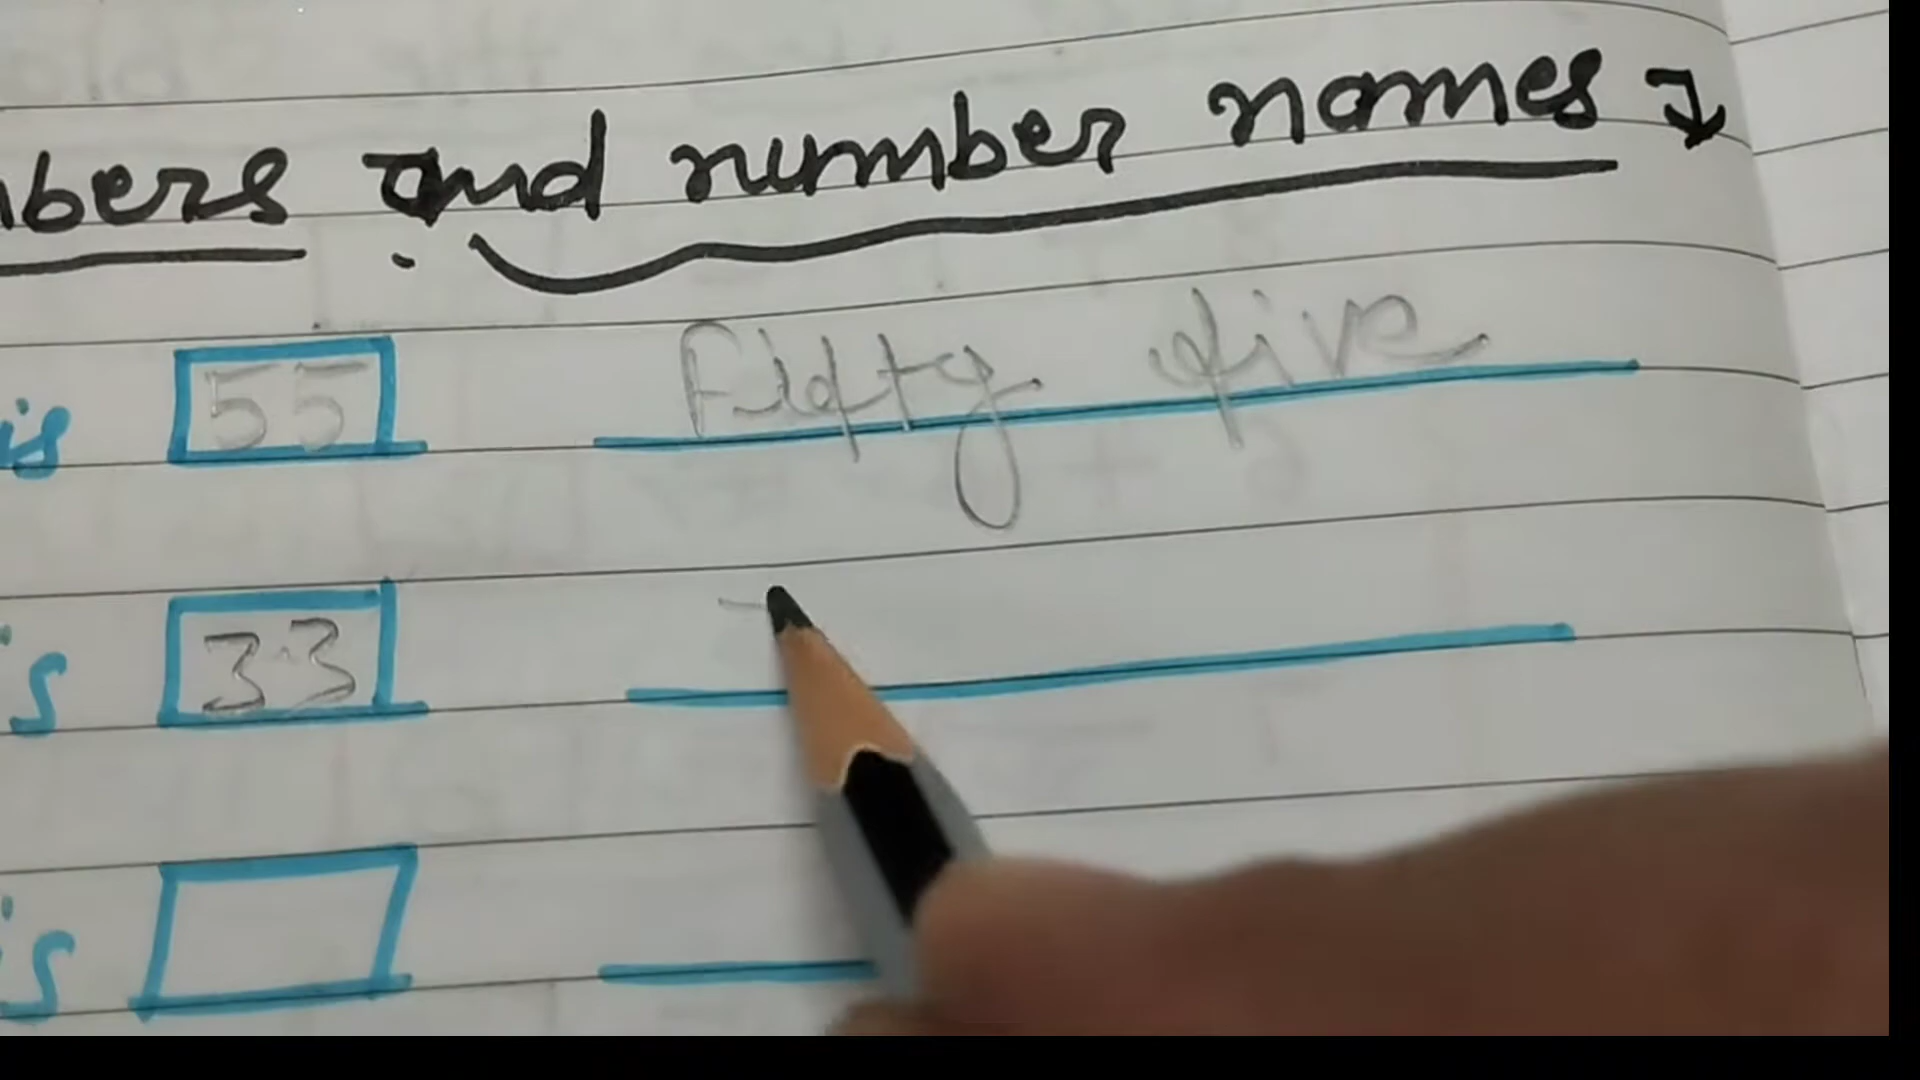 bers and number names
is 55 Fifty five
is 33
is